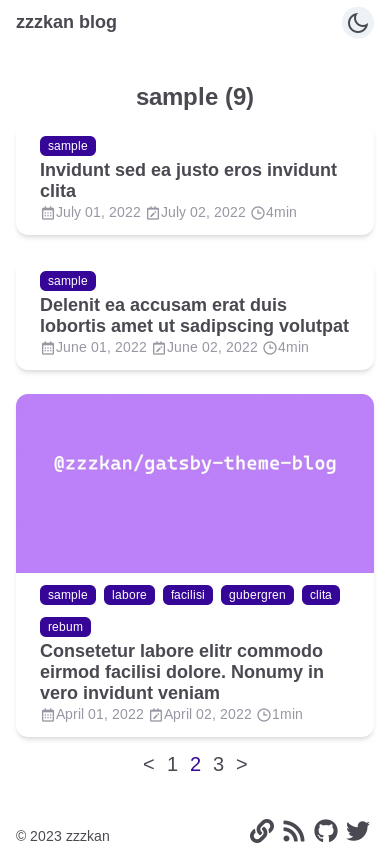 zzzkan blog
sample (9)
sample
Invidunt sed ea justo eros invidunt
clita
July 01, 2022 July 02, 2022 4min
sample
Delenit ea accusam erat duis
lobortis amet ut sadipscing volutpat
June 01, 2022 June 02, 2022 4min
@zzzkan/gatsby-theme-blog
sample labore facilisi gubergren clita
rebum
Consetetur labore elitr commodo
eirmod facilisi dolore. Nonumy in
vero invidunt veniam
April 01, 2022 April 02, 2022 1min
< 1 2 3 >
© 2023 zzzkan